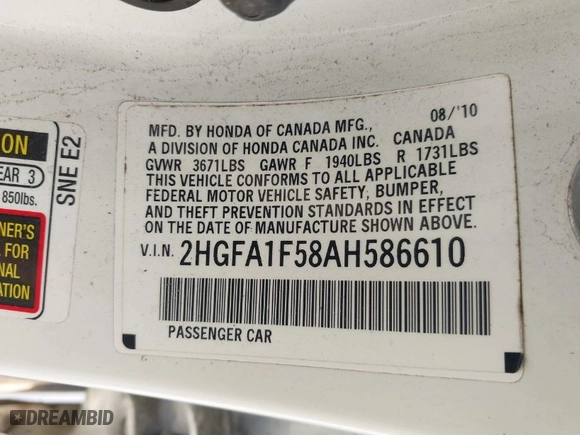 08/'10
MFD. BY HONDA OF CANADA MFG.,
A DIVISION OF HONDA CANADA INC. CANADA
GVWR 3671LBS GAWR F 1940LBS R 1731LBS
THIS VEHICLE CONFORMS TO ALL APPLICABLE
FEDERAL MOTOR VEHICLE SAFETY, BUMPER,
AND THEFT PREVENTION STANDARDS IN EFFECT
ON THE DATE OF MANUFACTURE SHOWN ABOVE.
V.I.N. 2HGFA1F58AH586610
PASSENGER CAR
SNE E2
ON
EAR 3
850lbs.
NER'S
FOR
NAL
ATION
DREAMBID